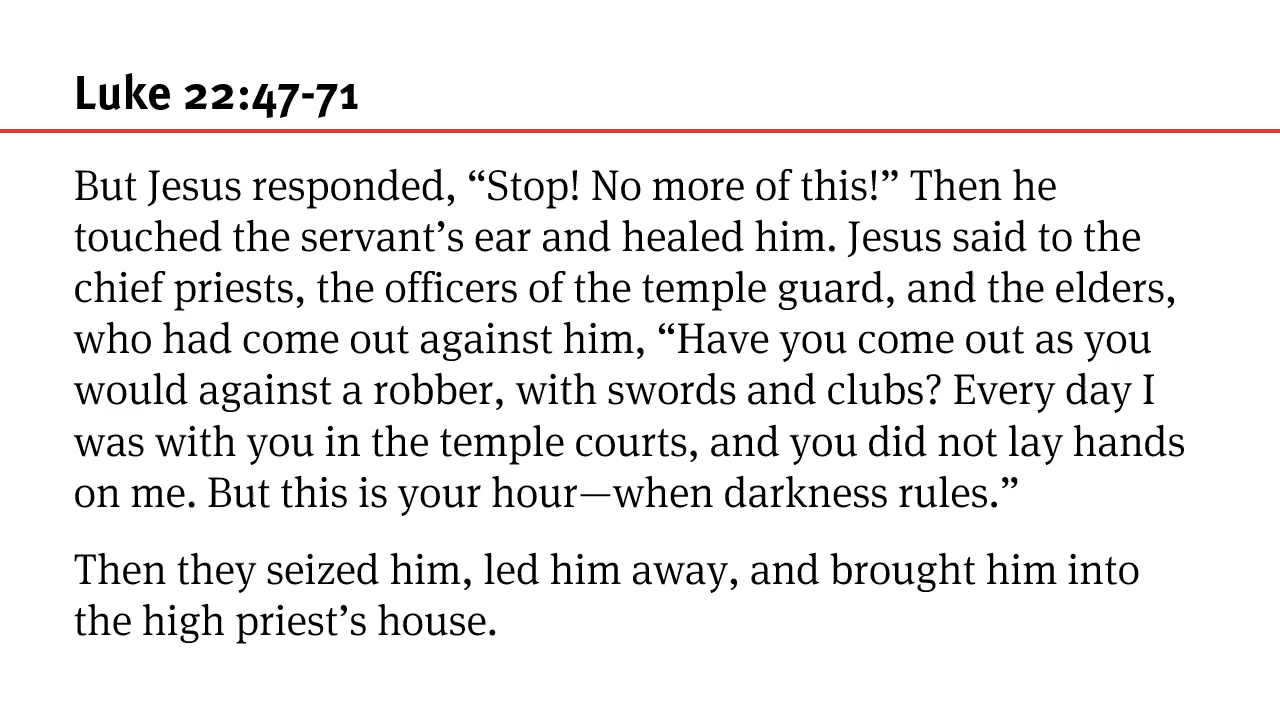 Luke 22:47-71
But Jesus responded, “Stop! No more of this!” Then he
touched the servant’s ear and healed him. Jesus said to the
chief priests, the officers of the temple guard, and the elders,
who had come out against him, “Have you come out as you
would against a robber, with swords and clubs? Every day I
was with you in the temple courts, and you did not lay hands
on me. But this is your hour—when darkness rules.”
Then they seized him, led him away, and brought him into
the high priest’s house.